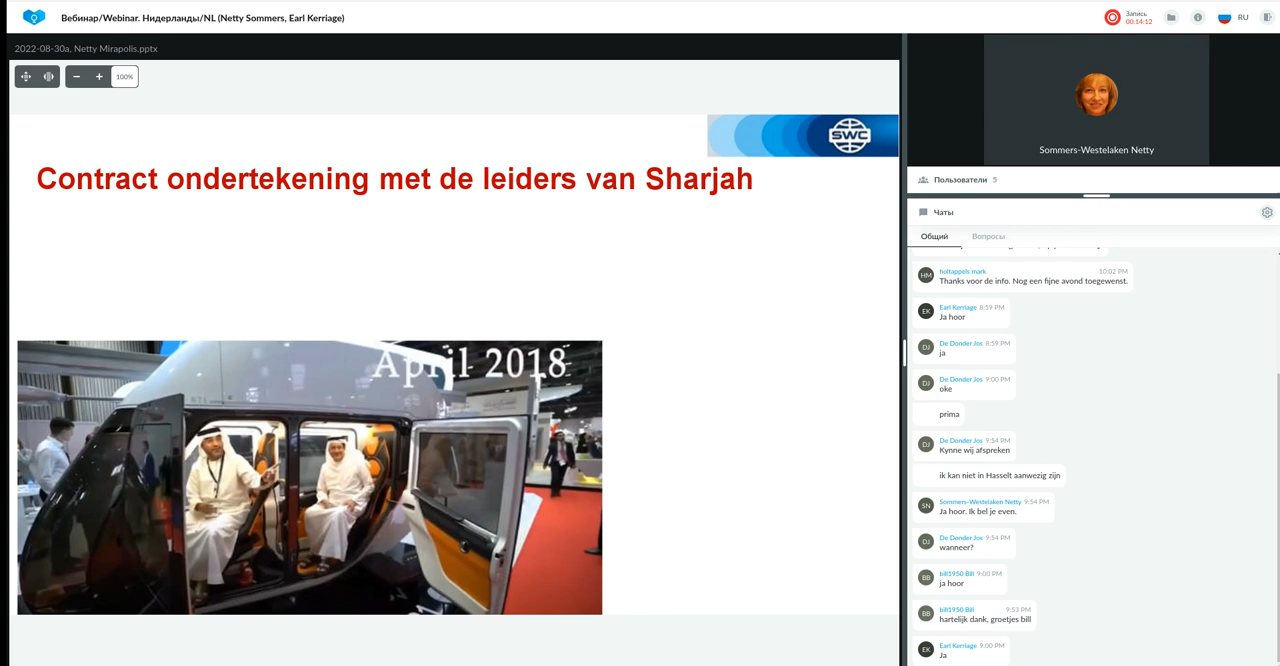 Вебинар/Webinar. Нидерланды/NL (Netty Sommers, Earl Kerriage)
Запись
00:14:12
RU
2022-08-30a, Netty Mirapolis.pptx
100%
SWC
Contract ondertekening met de leiders van Sharjah
April 2018
Sommers-Westelaken Netty
Пользователи 5
Чаты
Общий
Вопросы
HM
holtappels mark 10:02 PM
Thanks voor de info. Nog een fijne avond toegewenst.
EK
Earl Kerriage 8:59 PM
Ja hoor
DJ
De Donder Jos 8:59 PM
ja
DJ
De Donder Jos 9:00 PM
oke
prima
DJ
De Donder Jos 9:54 PM
Kynne wij afspreken
ik kan niet in Hasselt aanwezig zijn
SN
Sommers-Westelaken Netty 9:54 PM
Ja hoor. Ik bel je even.
DJ
De Donder Jos 9:54 PM
wanneer?
BB
bill1950 Bill 9:00 PM
ja hoor
BB
bill1950 Bill 9:53 PM
hartelijk dank, groetjes bill
EK
Earl Kerriage 9:00 PM
Ja